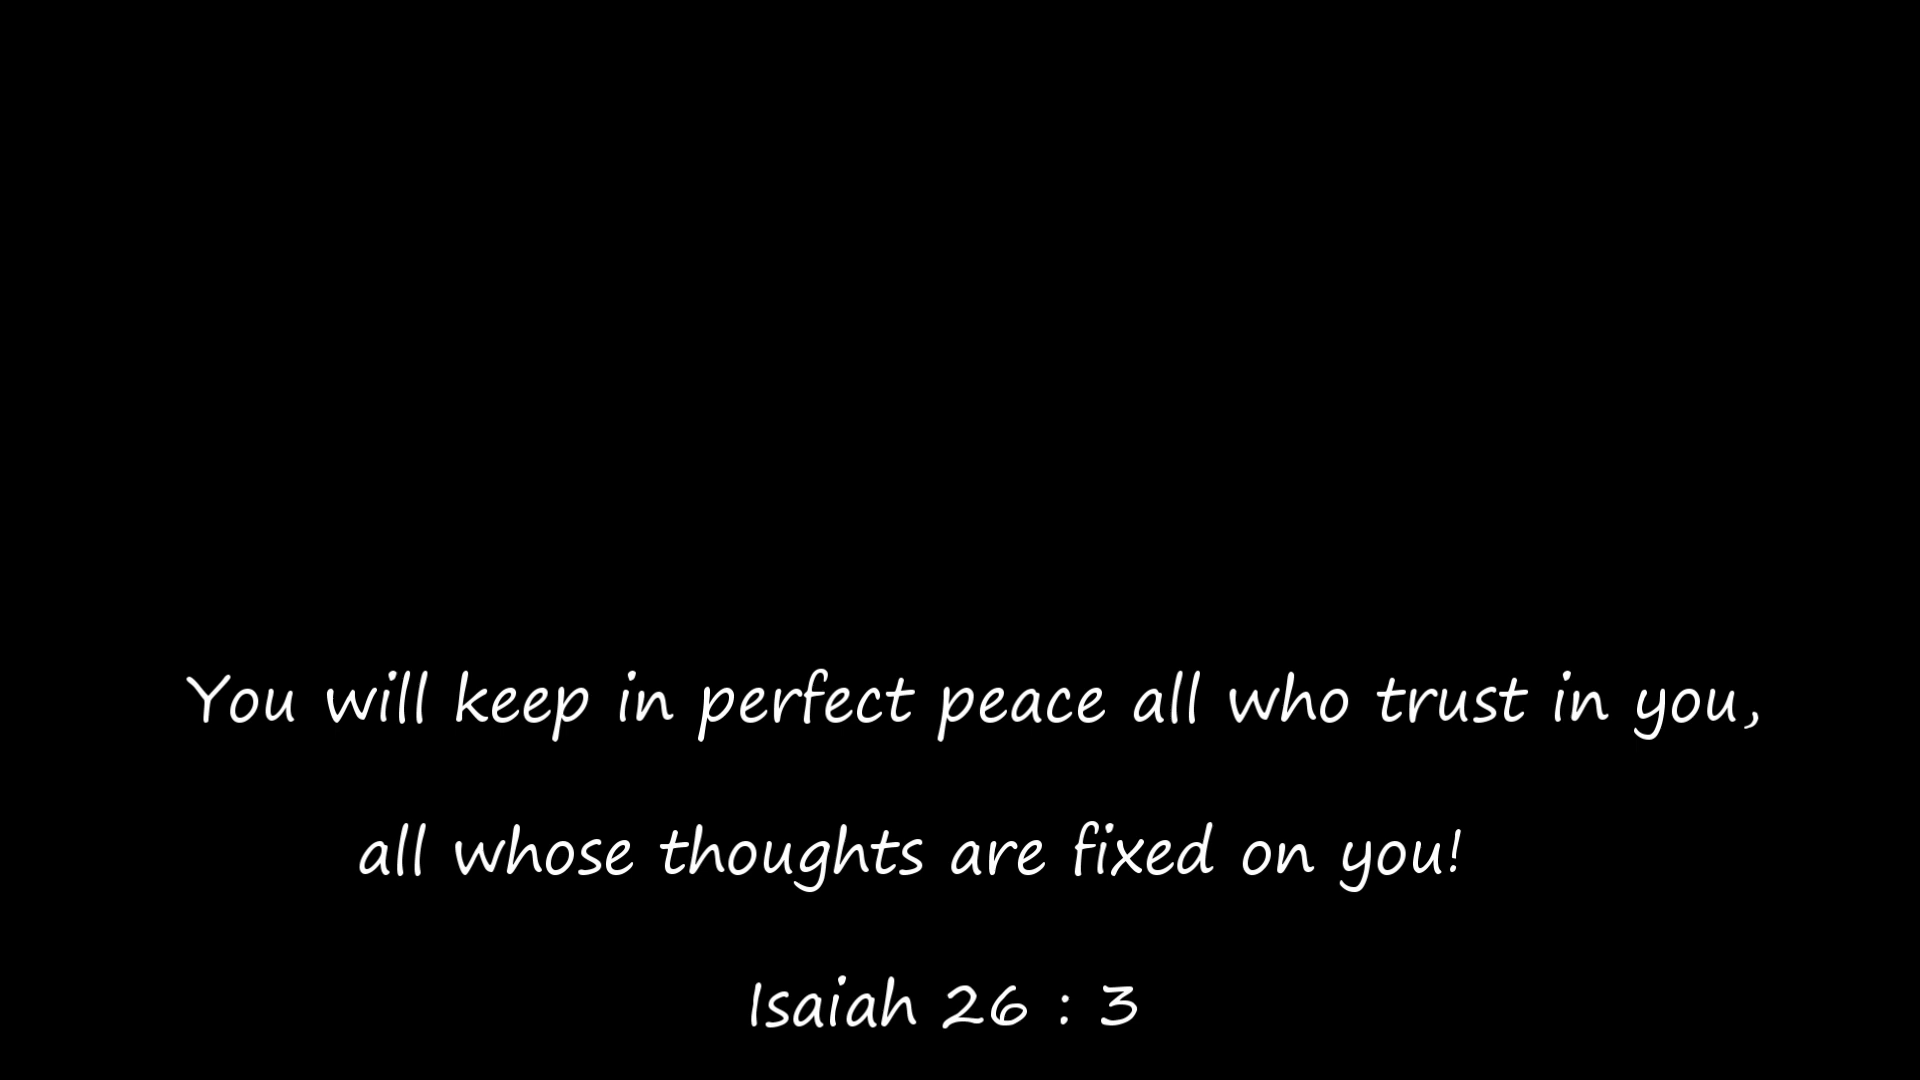 You will keep in perfect peace all who trust in you,
all whose thoughts are fixed on you!
Isaiah 26 : 3